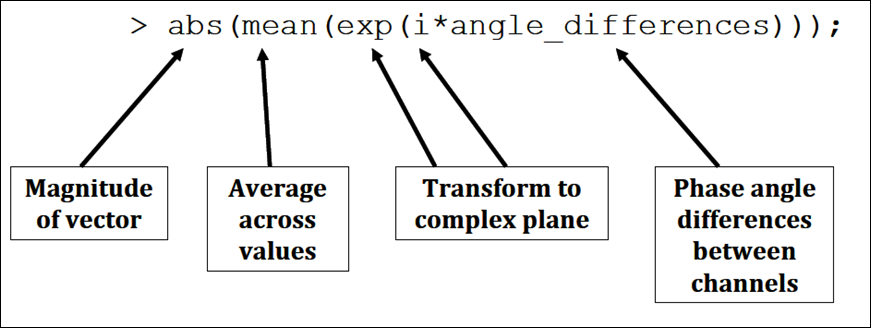 > abs(mean(exp(i*angle_differences)));
Magnitude
of vector
Average
across
values
Transform to
complex plane
Phase angle
differences
between
channels